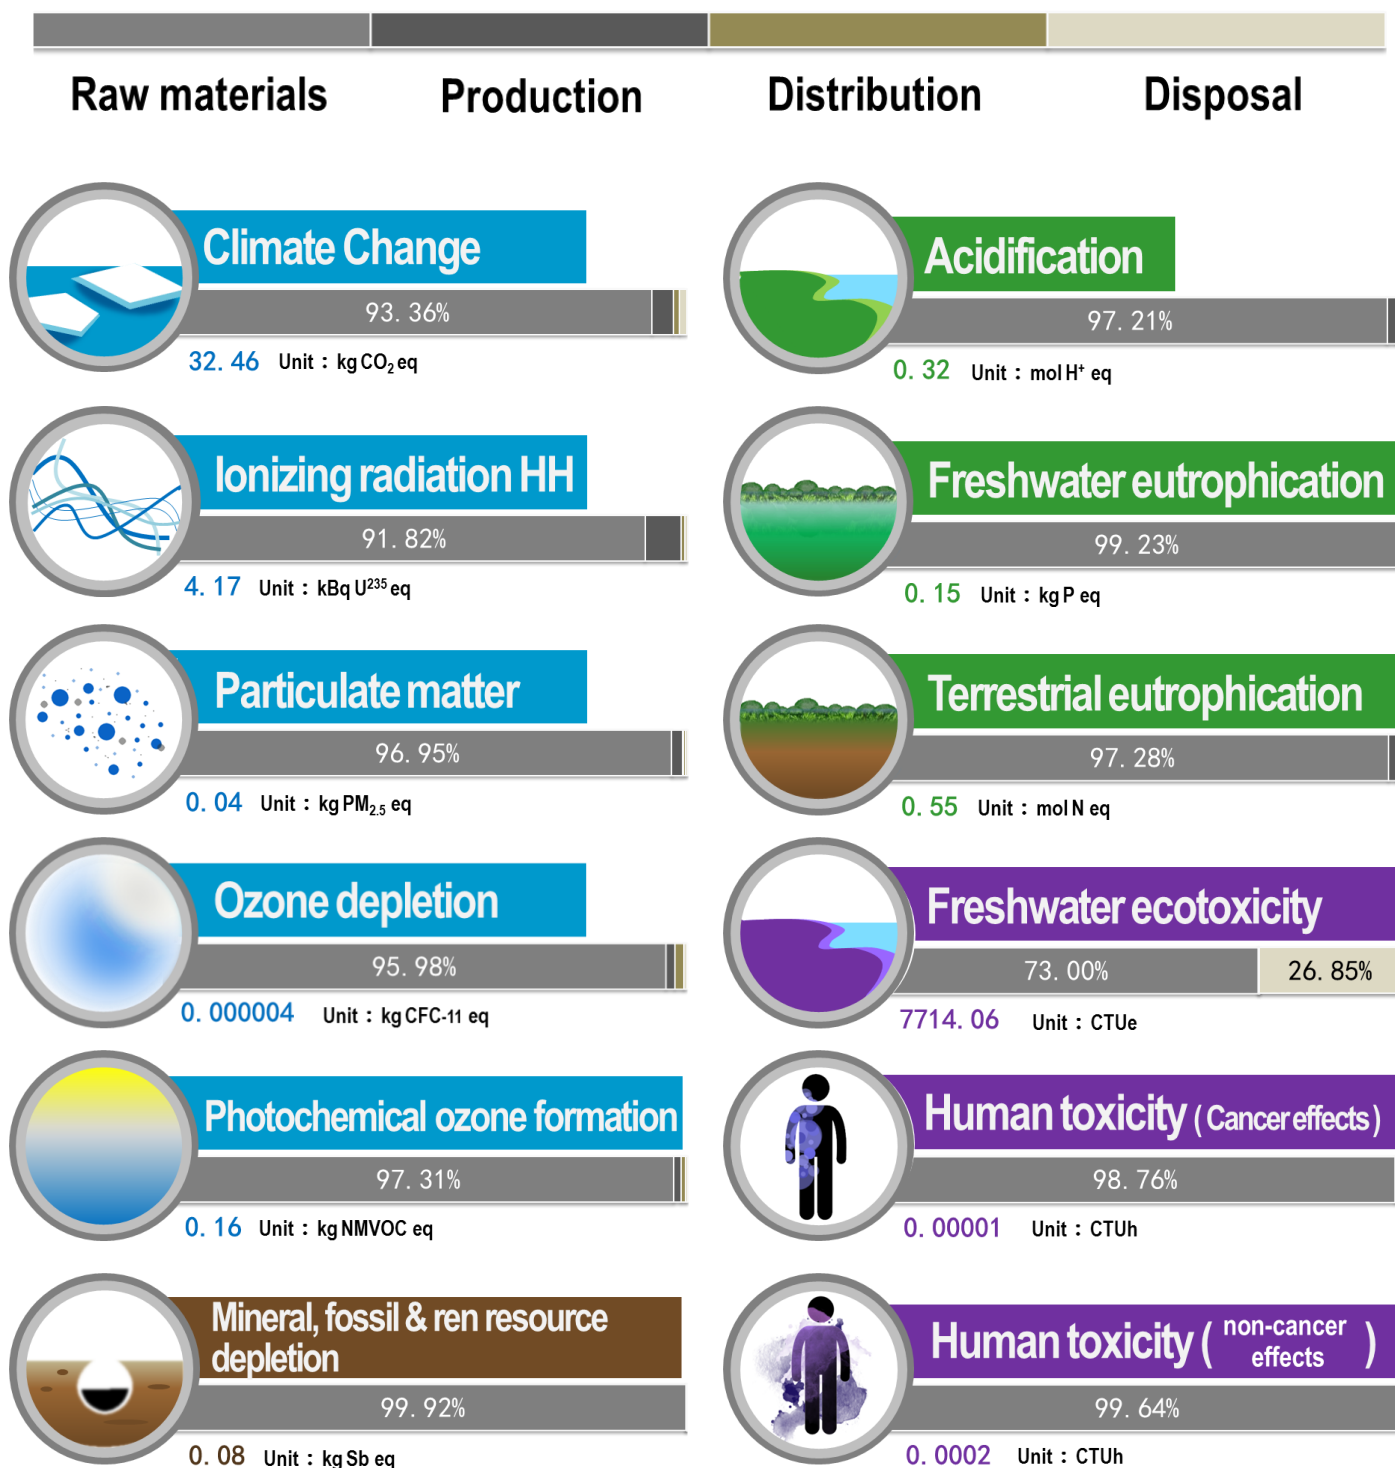 Raw materials
Production
Distribution
Disposal
Climate Change
93. 36%
32. 46 Unit : kg CO₂ eq
Acidification
97. 21%
0. 32 Unit : mol H⁺ eq
Ionizing radiation HH
91. 82%
4. 17 Unit : kBq U²³⁵ eq
Freshwater eutrophication
99. 23%
0. 15 Unit : kg P eq
Particulate matter
96. 95%
0. 04 Unit : kg PM₂.₅ eq
Terrestrial eutrophication
97. 28%
0. 55 Unit : mol N eq
Ozone depletion
95. 98%
0. 000004 Unit : kg CFC-11 eq
Freshwater ecotoxicity
73. 00% 26. 85%
7714. 06 Unit : CTUe
Photochemical ozone formation
97. 31%
0. 16 Unit : kg NMVOC eq
Human toxicity ( Cancer effects )
98. 76%
0. 00001 Unit : CTUh
Mineral, fossil & ren resource
depletion
99. 92%
0. 08 Unit : kg Sb eq
Human toxicity ( non-cancer
effects )
99. 64%
0. 0002 Unit : CTUh